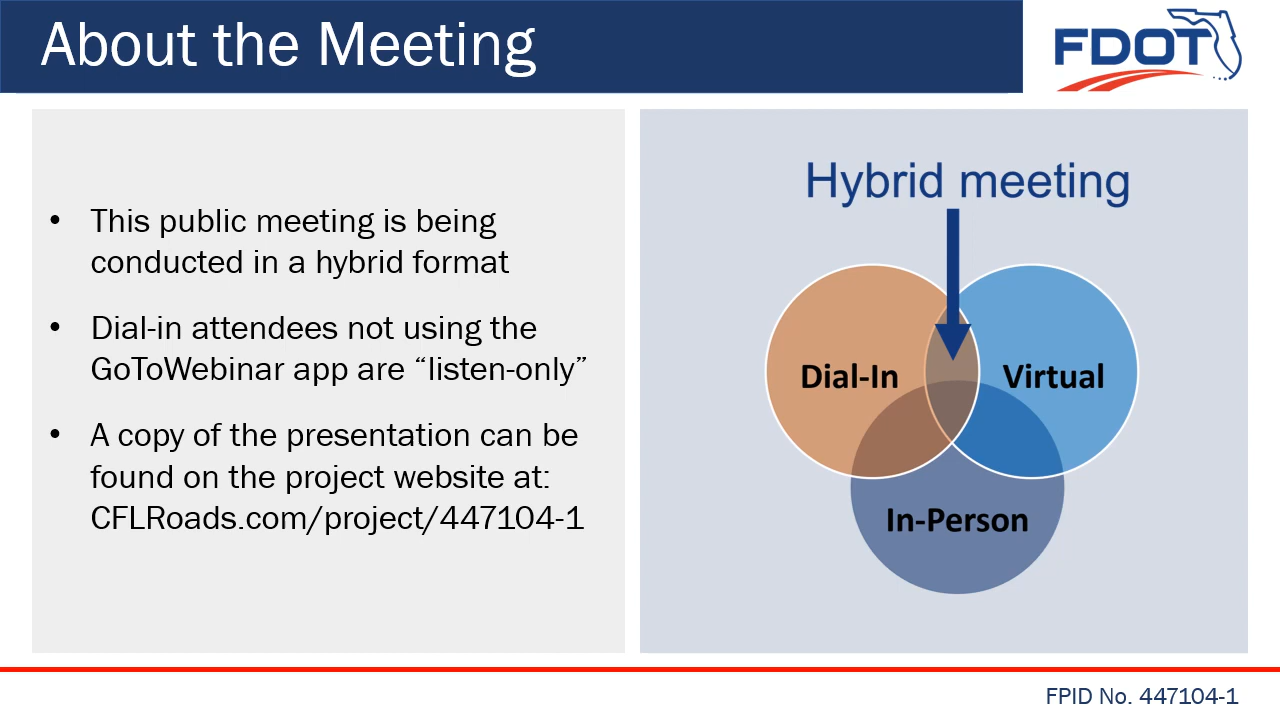 About the Meeting
FDOT
• This public meeting is being
conducted in a hybrid format
• Dial-in attendees not using the
GoToWebinar app are “listen-only”
• A copy of the presentation can be
found on the project website at:
CFLRoads.com/project/447104-1
Hybrid meeting
Dial-In
Virtual
In-Person
FPID No. 447104-1